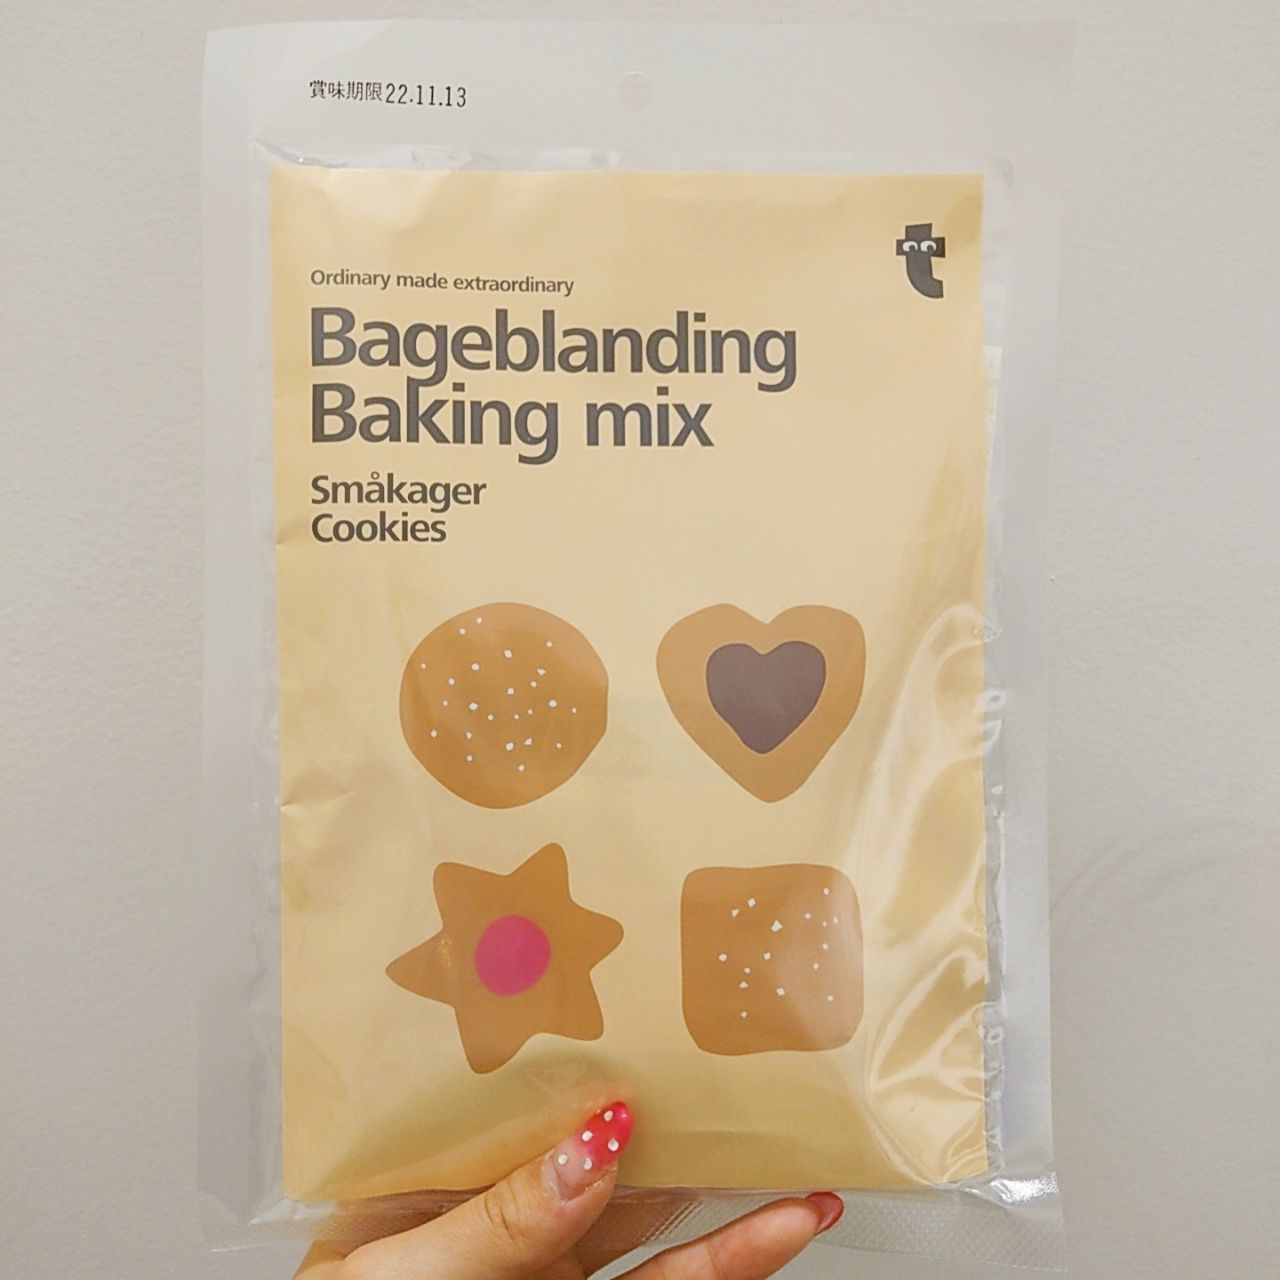 賞味期限22.11.13
t
Ordinary made extraordinary
Bageblanding
Baking mix
Småkager
Cookies